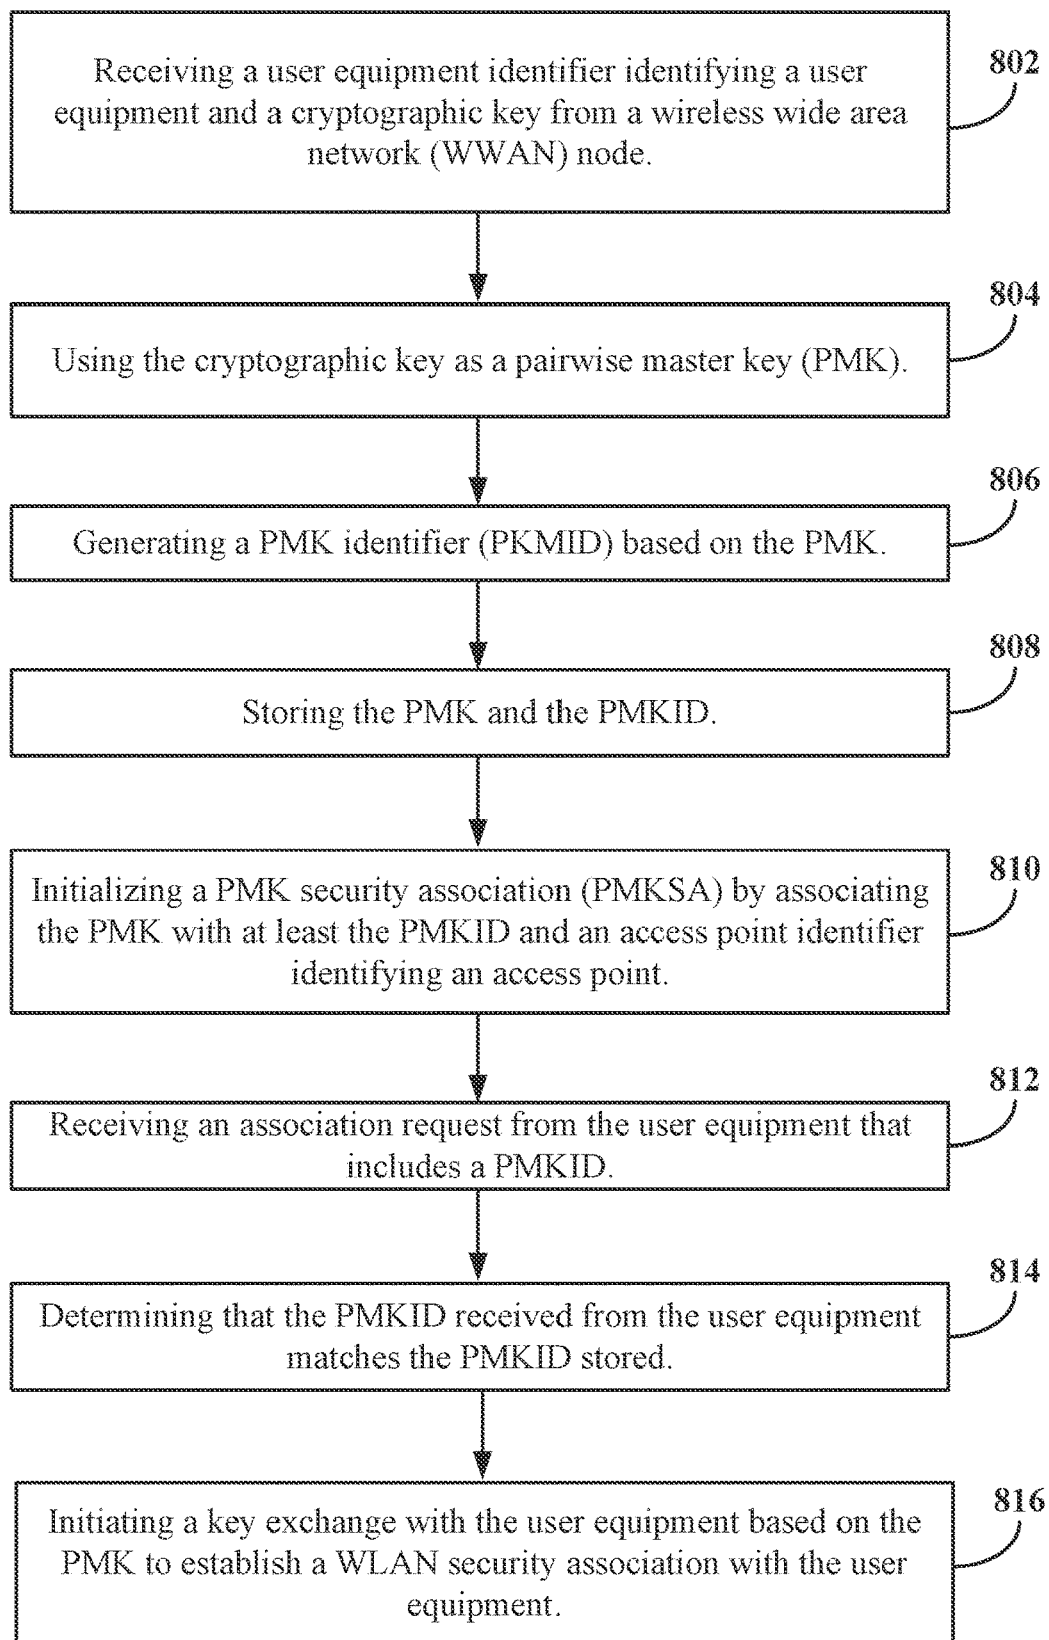 Receiving a user equipment identifier identifying a user
equipment and a cryptographic key from a wireless wide area
network (WWAN) node.
802
Using the cryptographic key as a pairwise master key (PMK).
804
Generating a PMK identifier (PKMID) based on the PMK.
806
Storing the PMK and the PMKID.
808
Initializing a PMK security association (PMKSA) by associating
the PMK with at least the PMKID and an access point identifier
identifying an access point.
810
Receiving an association request from the user equipment that
includes a PMKID.
812
Determining that the PMKID received from the user equipment
matches the PMKID stored.
814
Initiating a key exchange with the user equipment based on the
PMK to establish a WLAN security association with the user
equipment.
816